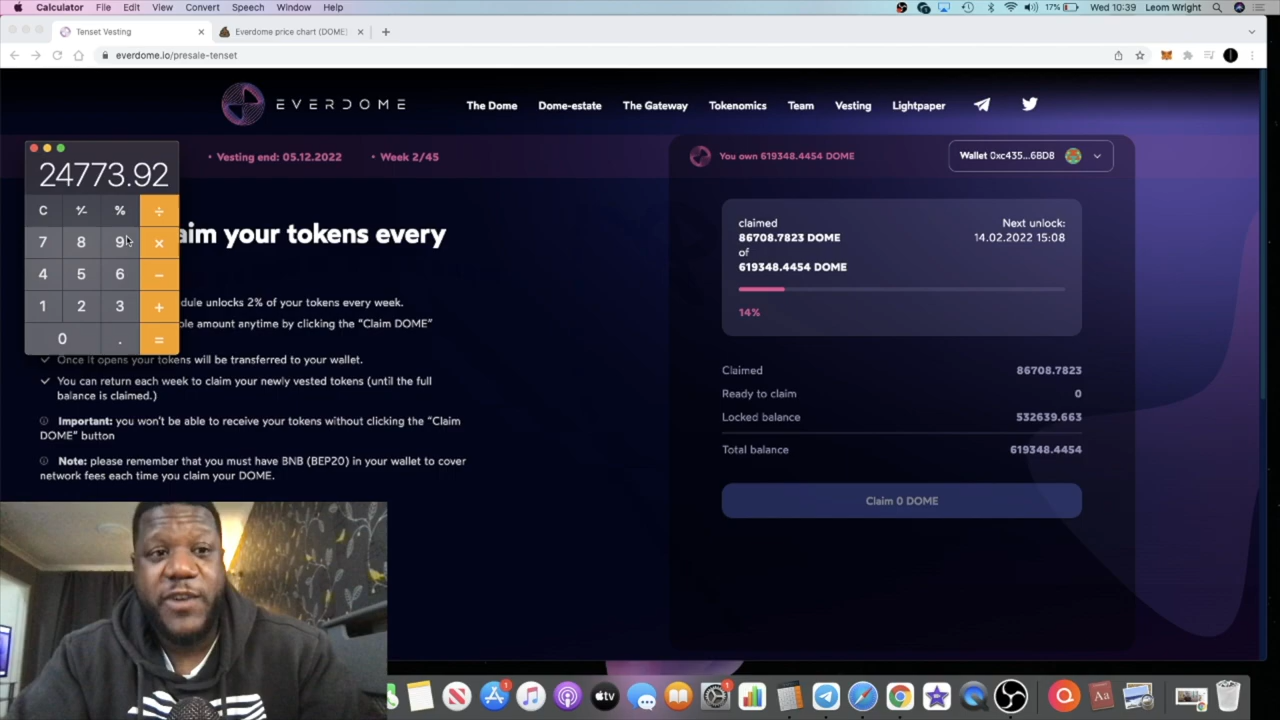 Calculator File Edit View Convert Speech Window Help
17% Wed 10:39 Leom Wright
Tenset Vesting
Everdome price chart (DOME)
everdome.io/presale-tenset
EVERDOME
The Dome Dome-estate The Gateway Tokenomics Team Vesting Lightpaper
• Vesting end: 05.12.2022 • Week 2/45
You own 619348.4454 DOME
Wallet 0xc435...6BD8
24773.92
C +⁄- % ÷
7 8 9 ×
4 5 6 −
1 2 3 +
0 . =
aim your tokens every
dule unlocks 2% of your tokens every week.
ble amount anytime by clicking the “Claim DOME”
Once it opens your tokens will be transferred to your wallet.
You can return each week to claim your newly vested tokens (until the full
balance is claimed.)
Important: you won’t be able to receive your tokens without clicking the “Claim
DOME” button
Note: please remember that you must have BNB (BEP20) in your wallet to cover
network fees each time you claim your DOME.
claimed
86708.7823 DOME
of
619348.4454 DOME
Next unlock:
14.02.2022 15:08
14%
Claimed 86708.7823
Ready to claim 0
Locked balance 532639.663
Total balance 619348.4454
Claim 0 DOME
tv
Aa